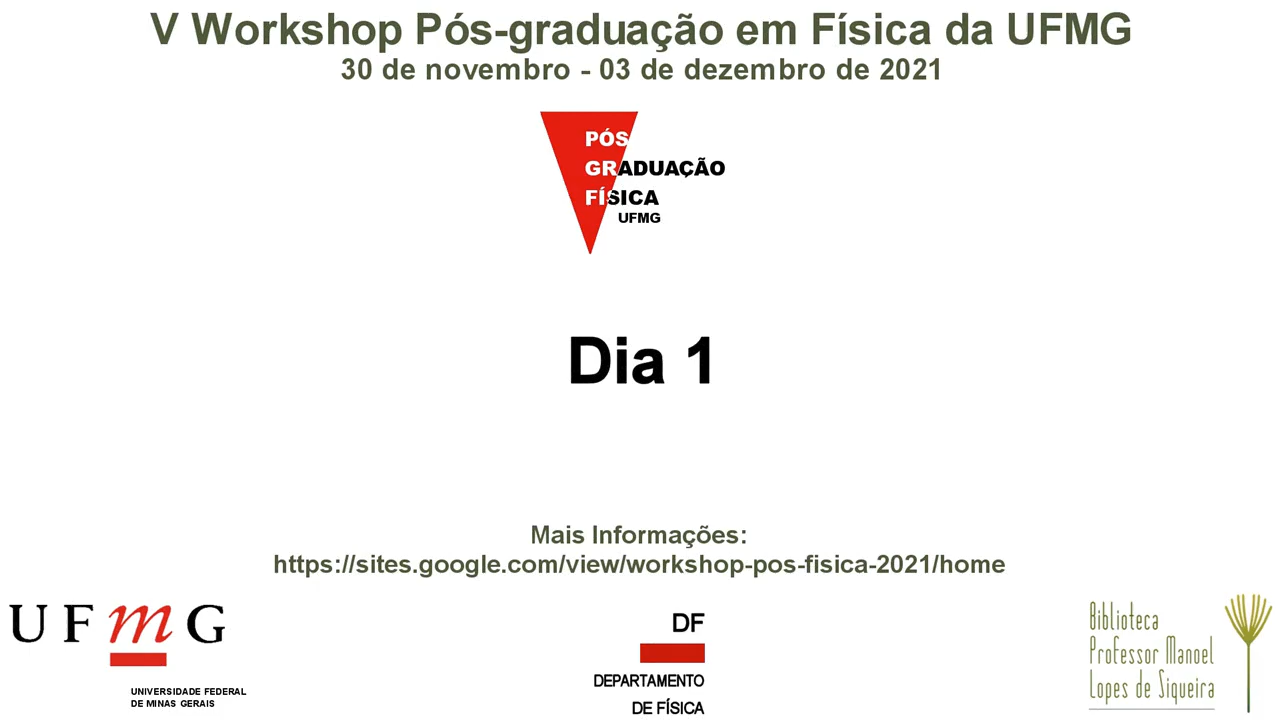 V Workshop Pós-graduação em Física da UFMG
30 de novembro - 03 de dezembro de 2021
PÓS
GRADUAÇÃO
FÍSICA
UFMG
Dia 1
Mais Informações:
https://sites.google.com/view/workshop-pos-fisica-2021/home
UFmG
UNIVERSIDADE FEDERAL
DE MINAS GERAIS
DF
DEPARTAMENTO
DE FÍSICA
Biblioteca
Professor Manoel
Lopes de Siqueira